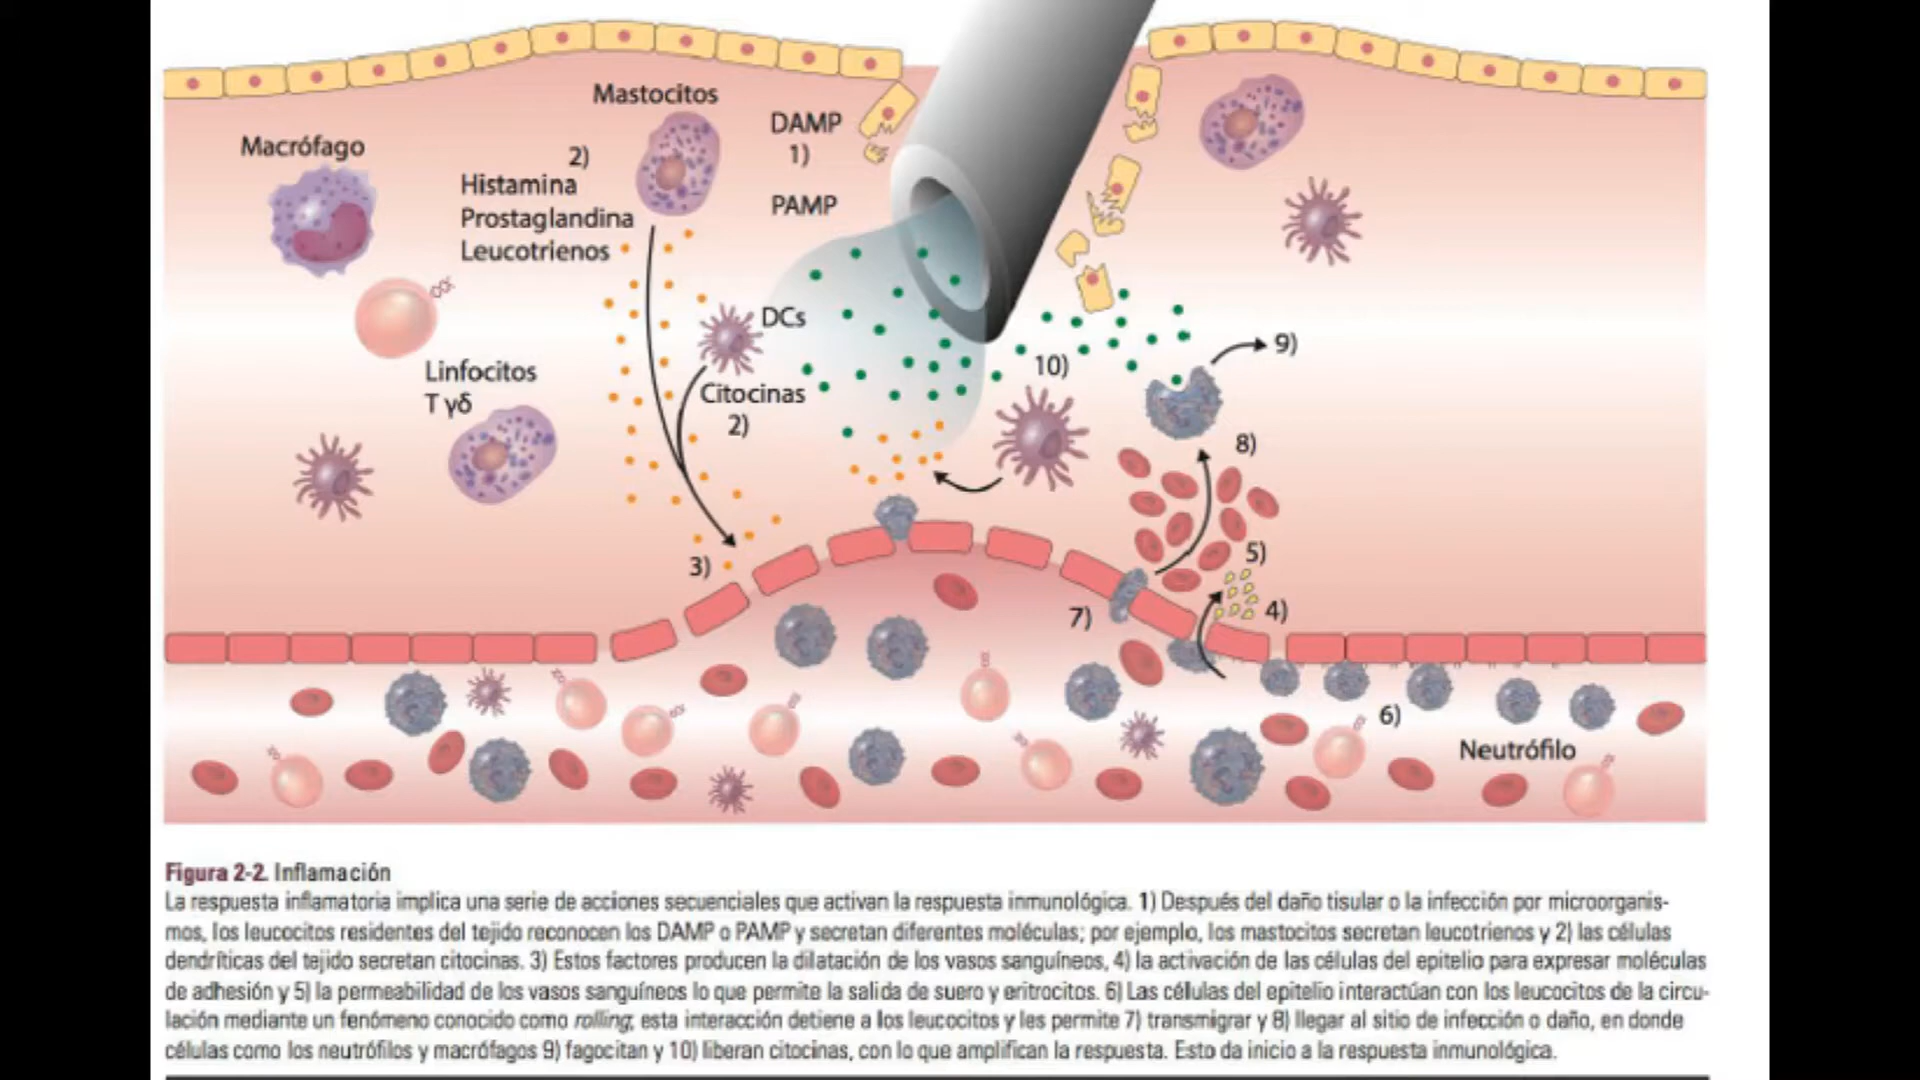 Mastocitos
DAMP
Macrófago
1)
2)
Histamina
PAMP
Prostaglandina
Leucotrienos
DCs
9)
10)
Linfocitos
Citocinas
T γδ
2)
8)
5)
3)
4)
7)
6)
Neutrófilo
Figura 2-2. Inflamación
La respuesta inflamatoria implica una serie de acciones secuenciales que activan la respuesta inmunológica. 1) Después del daño tisular o la infección por microorganis-
mos, los leucocitos residentes del tejido reconocen los DAMP o PAMP y secretan diferentes moléculas; por ejemplo, los mastocitos secretan leucotrienos y 2) las células
dendríticas del tejido secretan citocinas. 3) Estos factores producen la dilatación de los vasos sanguíneos, 4) la activación de las células del epitelio para expresar moléculas
de adhesión y 5) la permeabilidad de los vasos sanguíneos lo que permite la salida de suero y eritrocitos. 6) Las células del epitelio interactúan con los leucocitos de la circu-
lación mediante un fenómeno conocido como rolling; esta interacción detiene a los leucocitos y les permite 7) transmigrar y 8) llegar al sitio de infección o daño, en donde
células como los neutrófilos y macrófagos 9) fagocitan y 10) liberan citocinas, con lo que amplifican la respuesta. Esto da inicio a la respuesta inmunológica.